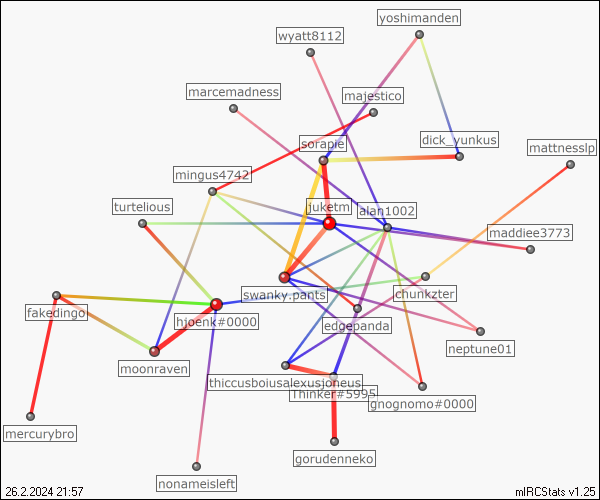 yoshimanden
wyatt8112
marcemadness
majestico
sorapie
dick_yunkus
mattnesslp
mingus4742
turtelious
juketm
alan1002
maddiee3773
swanky.pants
chunkzter
fakedingo
hjoenk#0000
edgepanda
neptune01
moonraven
thiccusboiusalexusjoneus
Thinker#5995
gnognomo#0000
mercurybro
gorudenneko
nonameisleft
26.2.2024 21:57
mIRCStats v1.25